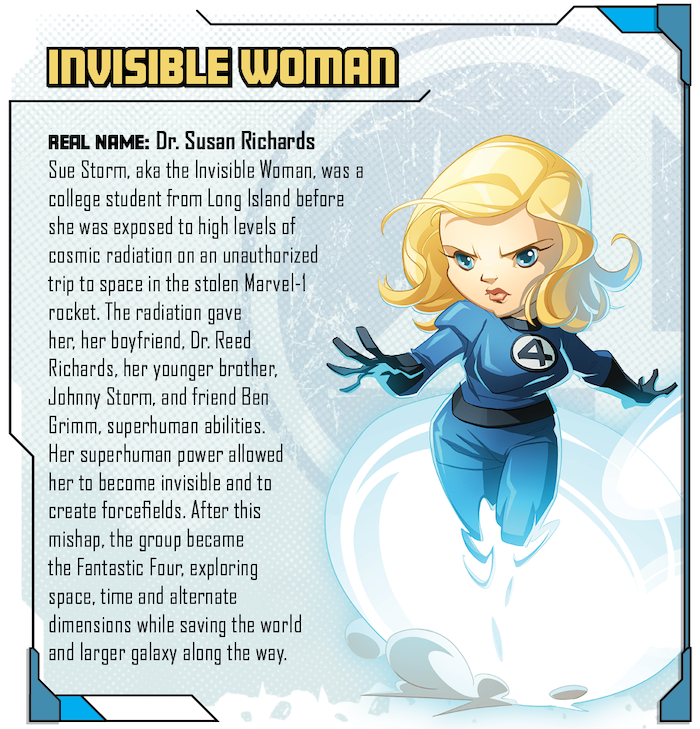 INVISIBLE WOMAN
REAL NAME: Dr. Susan Richards
Sue Storm, aka the Invisible Woman, was a
college student from Long Island before
she was exposed to high levels of
cosmic radiation on an unauthorized
trip to space in the stolen Marvel-1
rocket. The radiation gave
her, her boyfriend, Dr. Reed
Richards, her younger brother,
Johnny Storm, and friend Ben
Grimm, superhuman abilities.
Her superhuman power allowed
her to become invisible and to
create forcefields. After this
mishap, the group became
the Fantastic Four, exploring
space, time and alternate
dimensions while saving the world
and larger galaxy along the way.
4